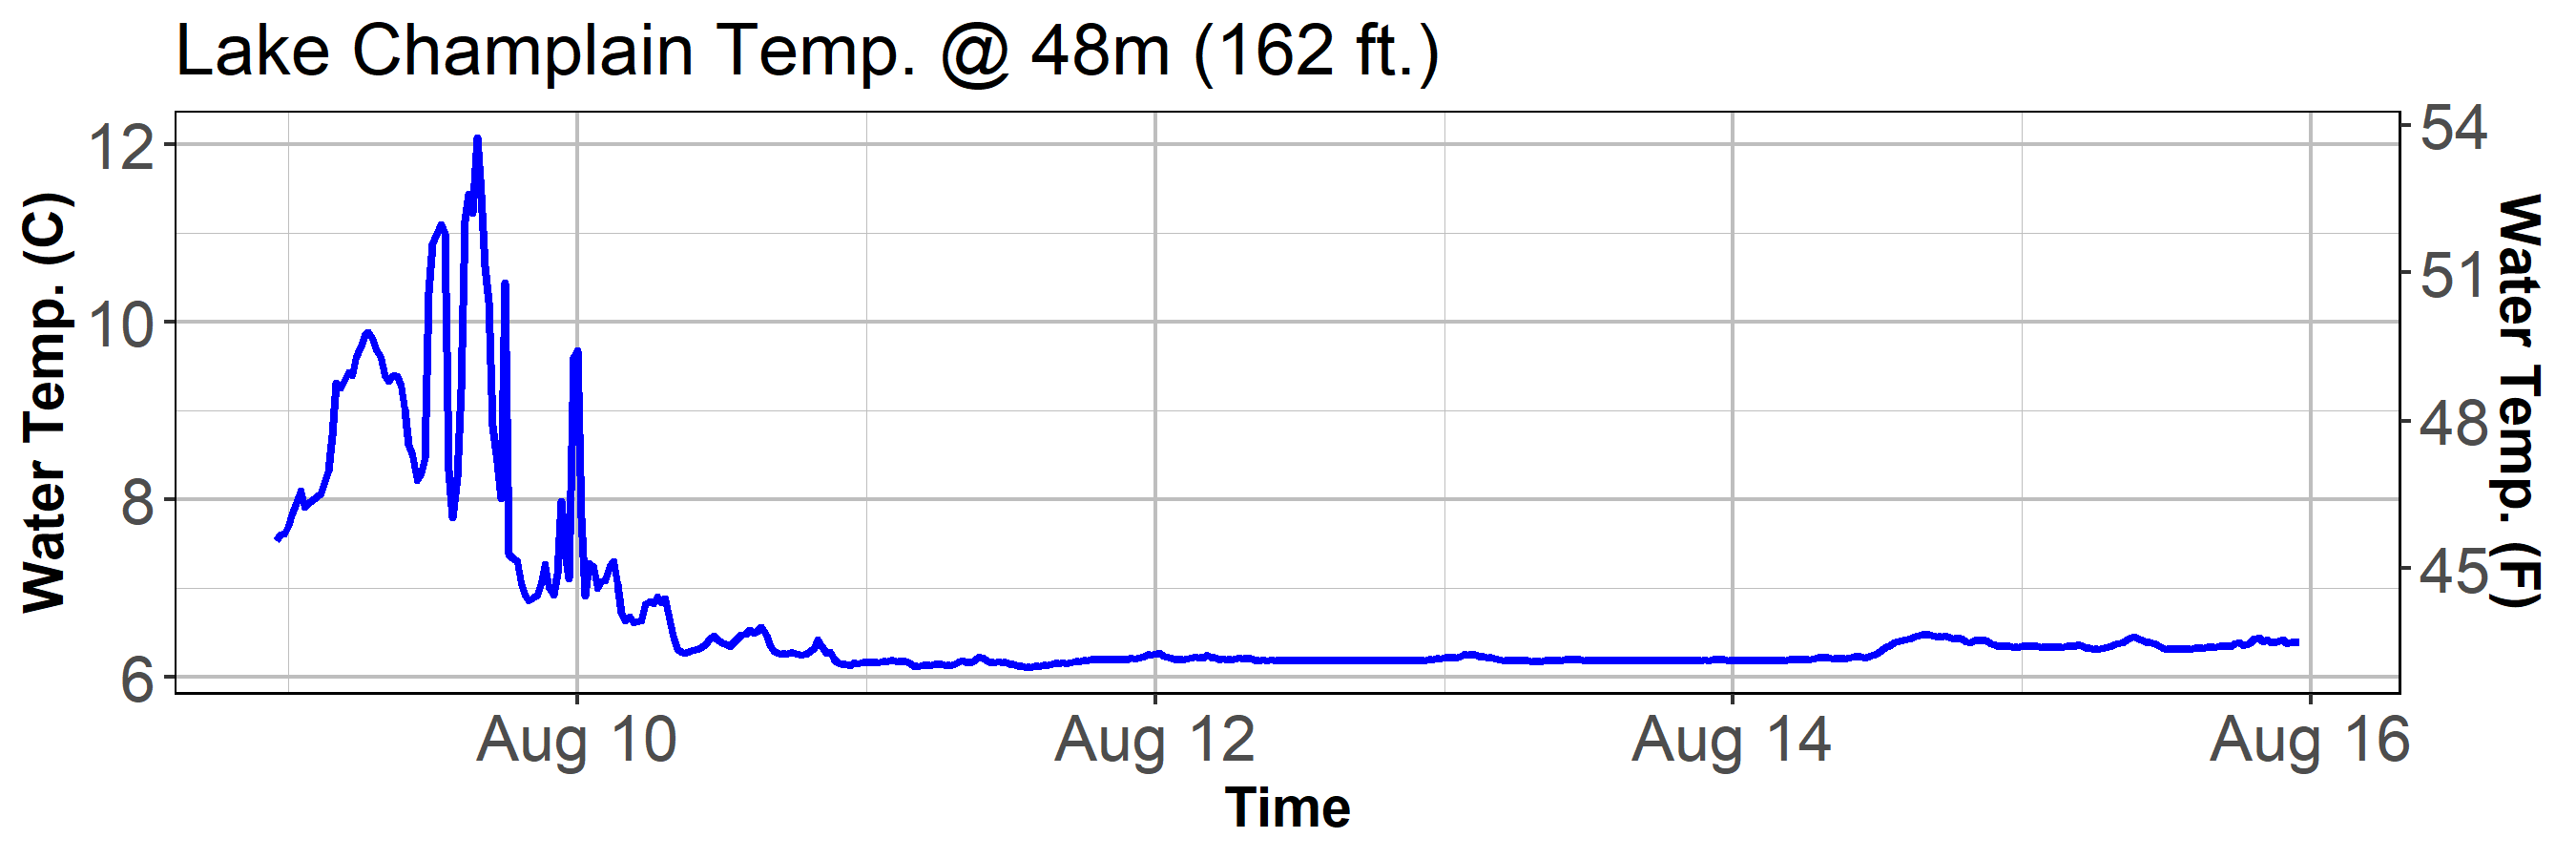 Lake Champlain Temp. @ 48m (162 ft.)
Water Temp. (C)
12
10
8
6
54
51
48
45
Water Temp. (F)
Aug 10 Aug 12 Aug 14 Aug 16
Time